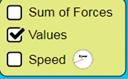 Sum of Forces
Values
Speed